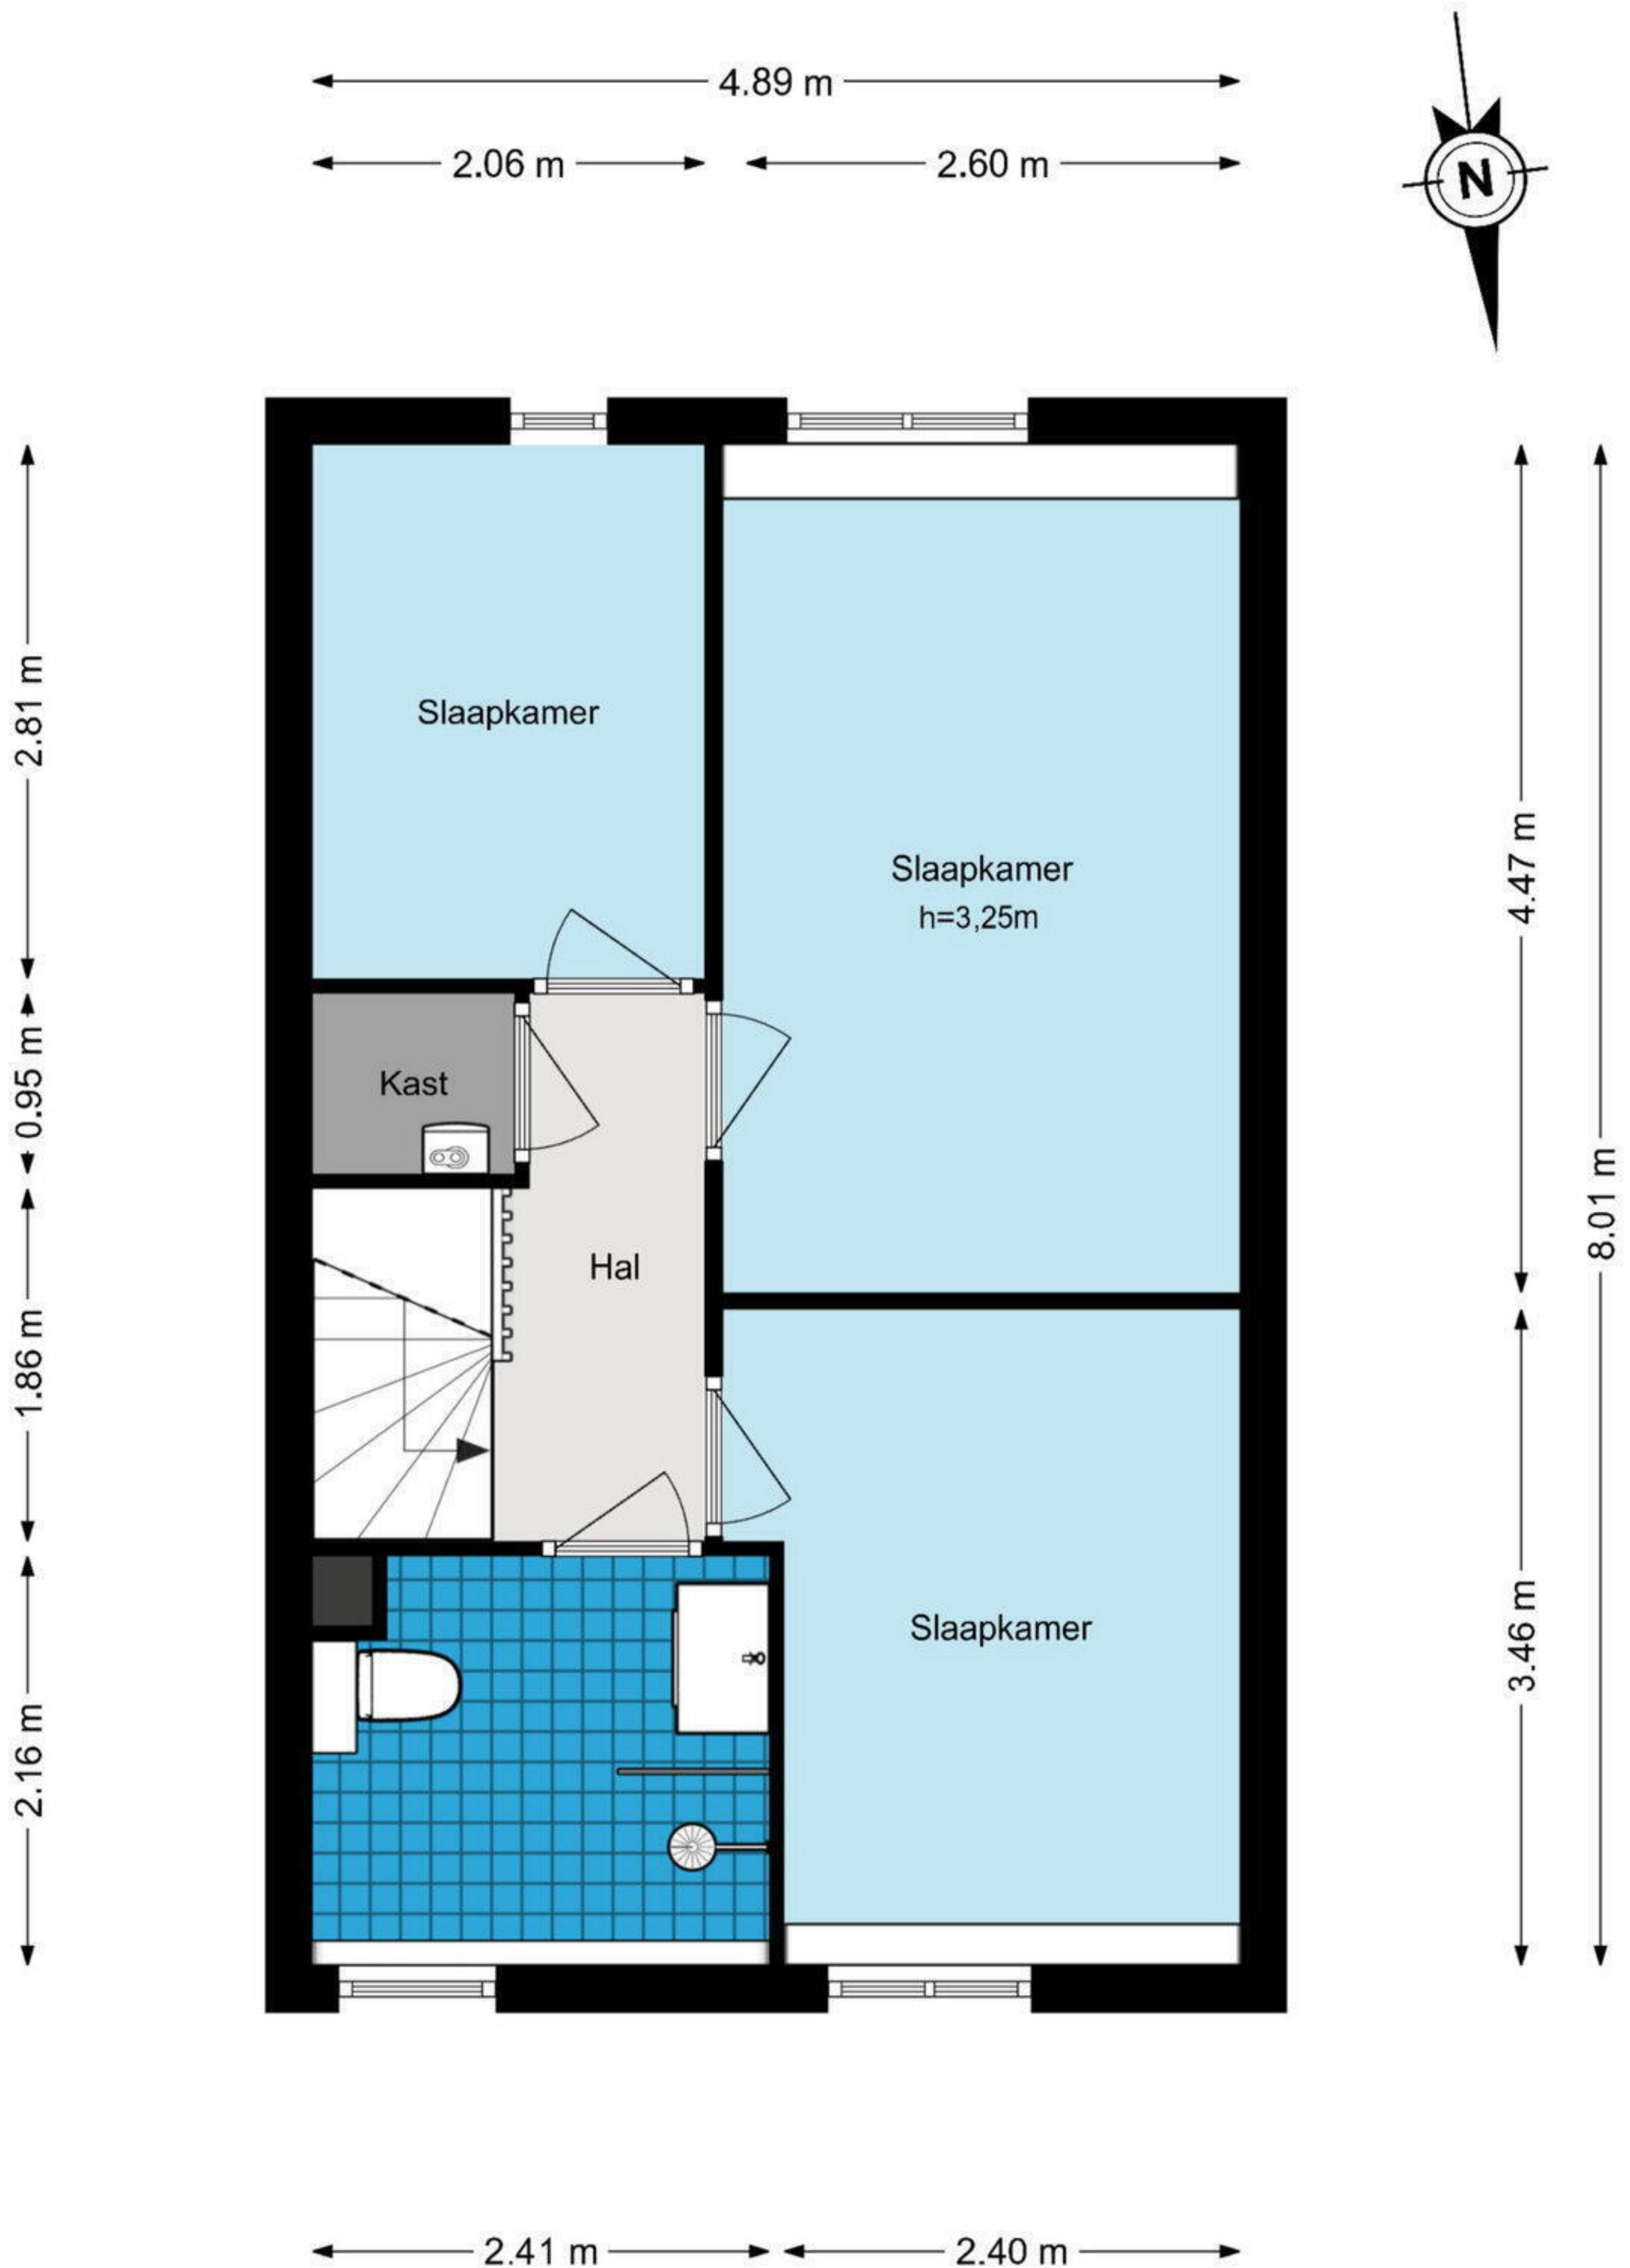 4.89 m
2.06 m
2.60 m
N
2.81 m
Slaapkamer
4.47 m
Slaapkamer
h=3,25m
0.95 m
Kast
8.01 m
Hal
1.86 m
3.46 m
Slaapkamer
2.16 m
2.41 m
2.40 m